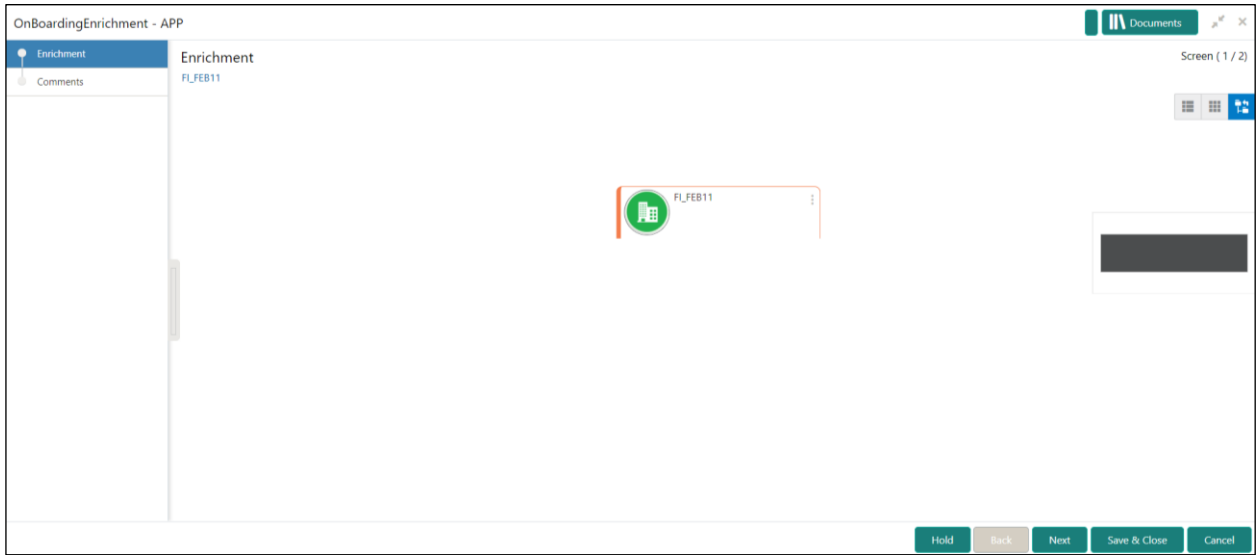 OnBoardingEnrichment - APP
Documents
Enrichment
Comments
Enrichment
FI_FEB11
Screen ( 1 / 2)
FI_FEB11
Hold
Back
Next
Save & Close
Cancel